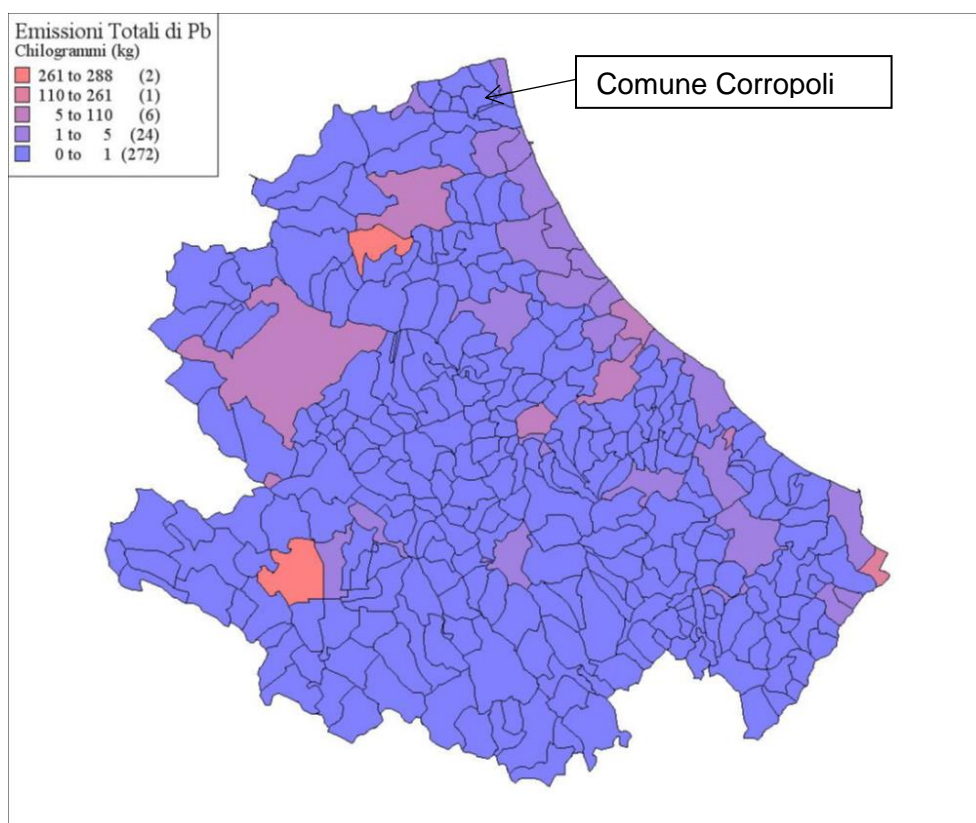 Emissioni Totali di Pb
Chilogrammi (kg)
261 to 288 (2)
110 to 261 (1)
5 to 110 (6)
1 to 5 (24)
0 to 1 (272)
Comune Corropoli